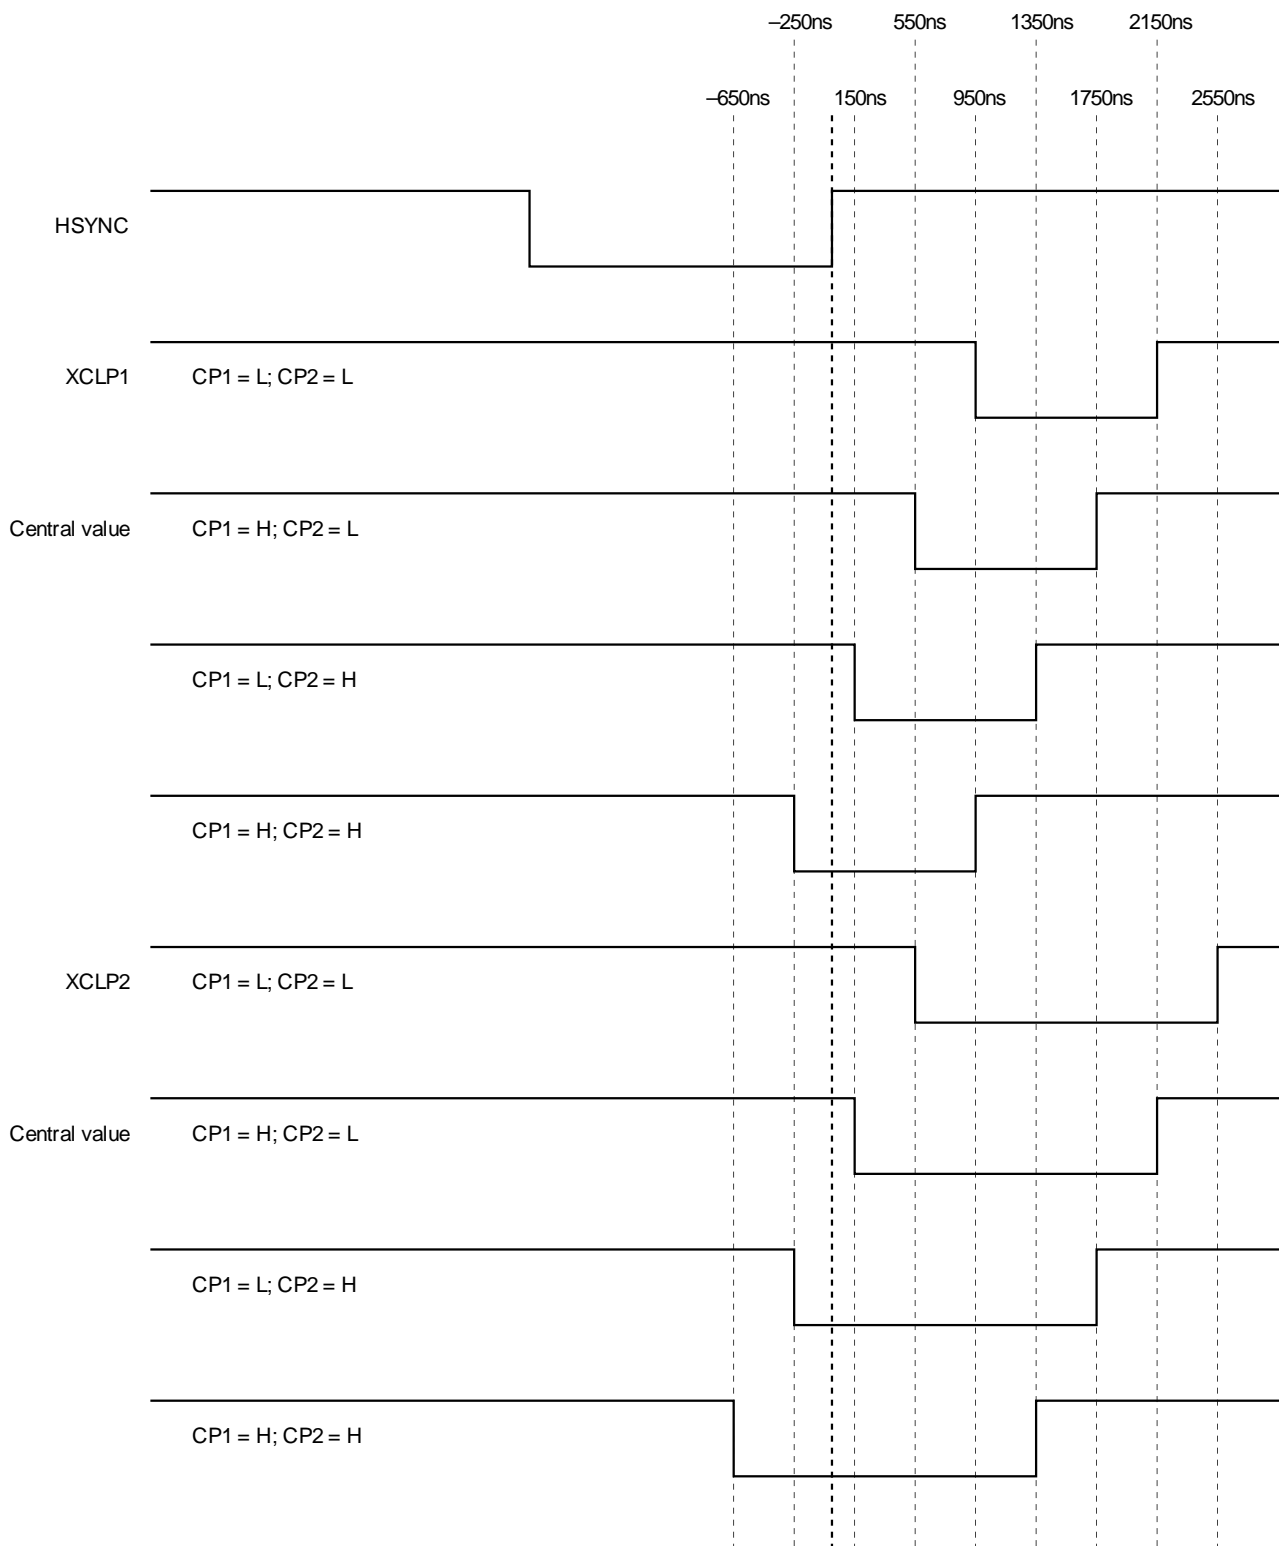 –250ns 550ns 1350ns 2150ns
–650ns 150ns 950ns 1750ns 2550ns
HSYNC
XCLP1 CP1 = L; CP2 = L
Central value CP1 = H; CP2 = L
CP1 = L; CP2 = H
CP1 = H; CP2 = H
XCLP2 CP1 = L; CP2 = L
Central value CP1 = H; CP2 = L
CP1 = L; CP2 = H
CP1 = H; CP2 = H